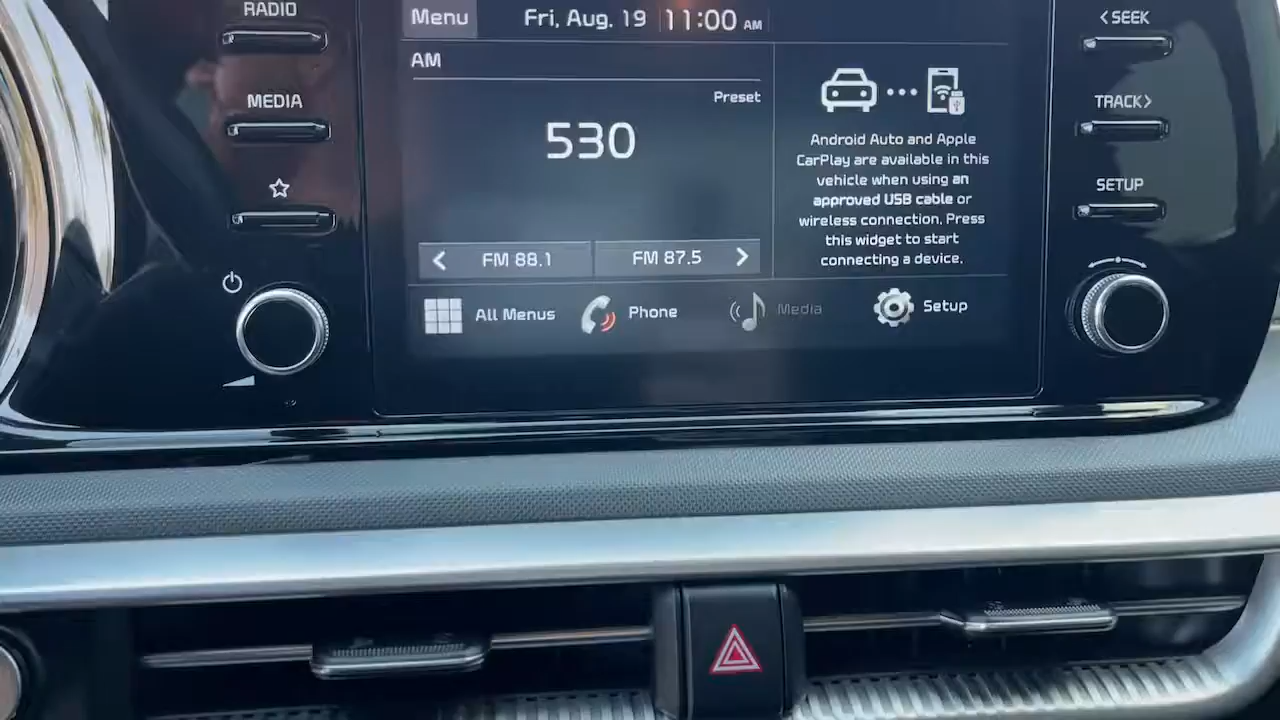 RADIO
MEDIA
Menu
Fri, Aug. 19 11:00 AM
AM
Preset
530
FM 88.1
FM 87.5
Android Auto and Apple
CarPlay are available in this
vehicle when using an
approved USB cable or
wireless connection. Press
this widget to start
connecting a device.
All Menus
Phone
Media
Setup
<SEEK
TRACK>
SETUP